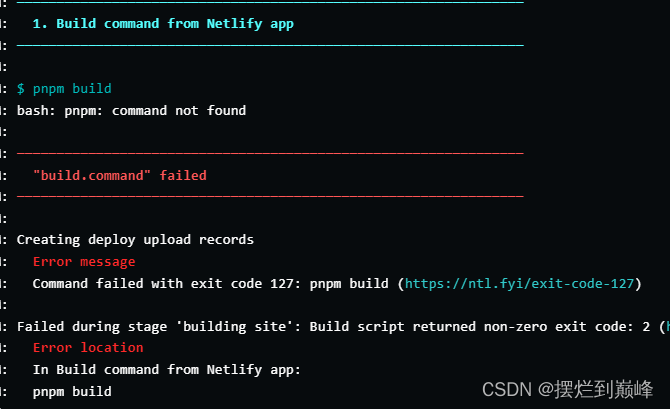 1. Build command from Netlify app
$ pnpm build
bash: pnpm: command not found
"build.command" failed
Creating deploy upload records
Error message
Command failed with exit code 127: pnpm build (https://ntl.fyi/exit-code-127)
Failed during stage 'building site': Build script returned non-zero exit code: 2 (
Error location
In Build command from Netlify app:
pnpm build
CSDN @摆烂到巅峰